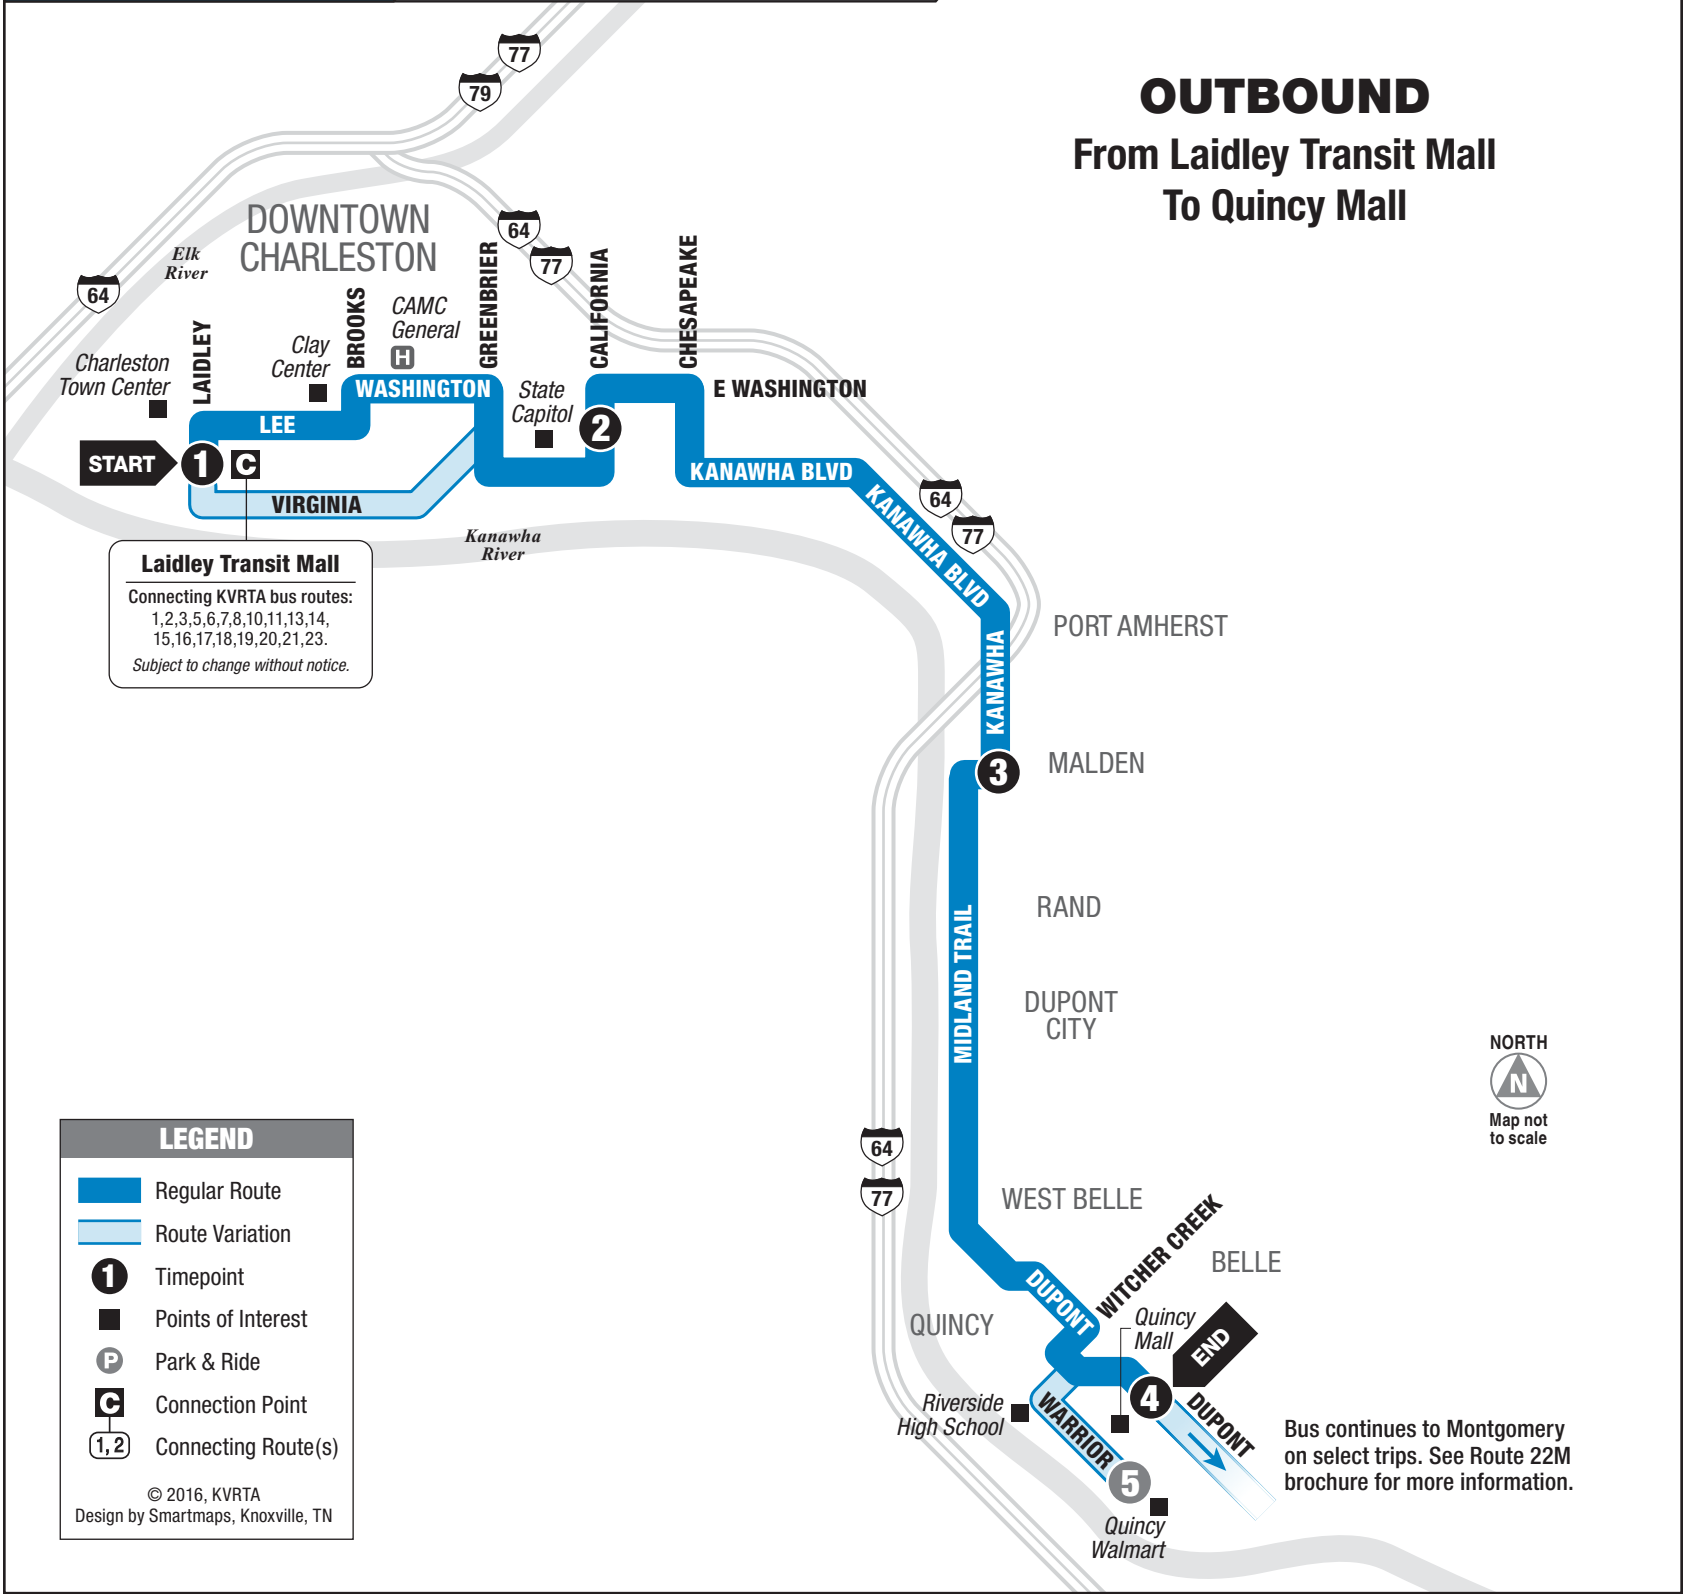 OUTBOUND
From Laidley Transit Mall
To Quincy Mall
77
79
64
77
64
DOWNTOWN
CHARLESTON
Elk
River
LAIDLEY
BROOKS
GREENBRIER
CALIFORNIA
CHESAPEAKE
CAMC
General
H
Clay
Center
Charleston
Town Center
State
Capitol
WASHINGTON
E WASHINGTON
LEE
START
1
C
2
VIRGINIA
KANAWHA BLVD
KANAWHA BLVD
64
77
Kanawha
River
Laidley Transit Mall
Connecting KVRTA bus routes:
1,2,3,5,6,7,8,10,11,13,14,
15,16,17,18,19,20,21,23.
Subject to change without notice.
KANAWHA
PORT AMHERST
3
MALDEN
RAND
MIDLAND TRAIL
DUPONT
CITY
NORTH
N
Map not
to scale
64
77
WEST BELLE
WITCHER CREEK
BELLE
DUPONT
QUINCY
Quincy
Mall
END
4
DUPONT
Riverside
High School
WARRIOR
5
Quincy
Walmart
Bus continues to Montgomery
on select trips. See Route 22M
brochure for more information.
LEGEND
Regular Route
Route Variation
1 Timepoint
Points of Interest
P Park & Ride
C Connection Point
1, 2 Connecting Route(s)
© 2016, KVRTA
Design by Smartmaps, Knoxville, TN